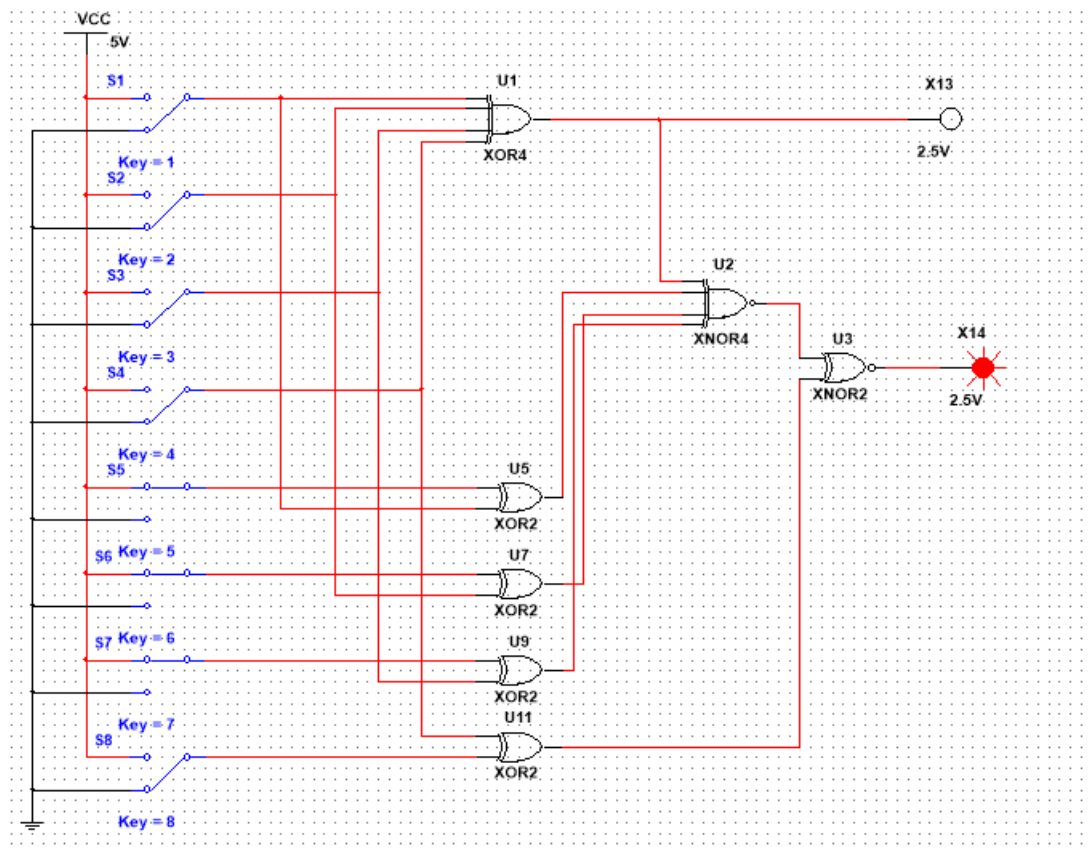 VCC
5V
S1
U1
X13
2.5V
XOR4
Key = 1
S2
Key = 2
S3
U2
XNOR4
U3
X14
XNOR2
2.5V
Key = 3
S4
Key = 4
S5
U5
XOR2
Key = 5
S6
U7
XOR2
Key = 6
S7
U9
XOR2
Key = 7
S8
U11
XOR2
Key = 8